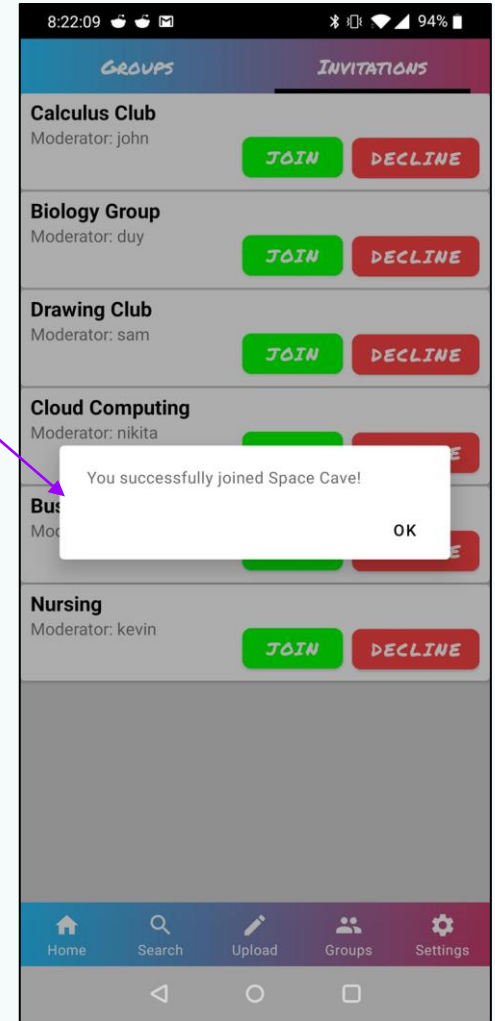 8:22:09 94%
GROUPS INVITATIONS
Calculus Club
Moderator: john
JOIN DECLINE
Biology Group
Moderator: duy
JOIN DECLINE
Drawing Club
Moderator: sam
JOIN DECLINE
Cloud Computing
Moderator: nikita
You successfully joined Space Cave!
OK
Nursing
Moderator: kevin
JOIN DECLINE
Home Search Upload Groups Settings